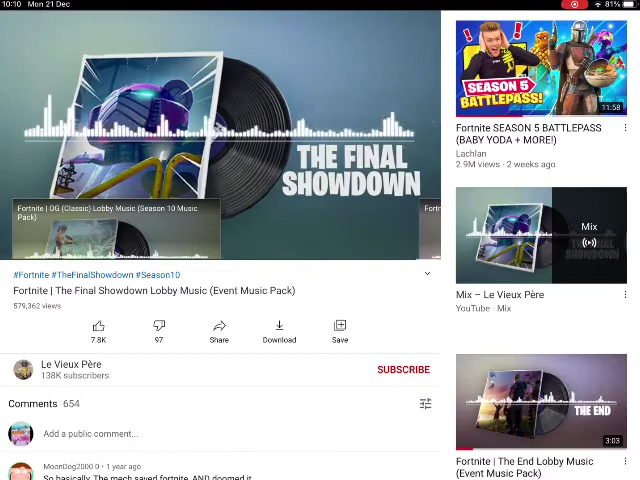 10:10 Mon 21 Dec
81%
THE FINAL
SHOWDOWN
Fortnite | OG (Classic) Lobby Music (Season 10 Music
Pack)
Fortn
#Fortnite #TheFinalShowdown #Season10
Fortnite | The Final Showdown Lobby Music (Event Music Pack)
579,362 views
7.8K
97
Share
Download
Save
Le Vieux Père
138K subscribers
SUBSCRIBE
Comments 654
Add a public comment...
MoonDog2000 0 • 1 year ago
So basically, The mech saved fortnite, AND doomed it
SEASON 5
BATTLEPASS!
11:58
Fortnite SEASON 5 BATTLEPASS
(BABY YODA + MORE!)
Lachlan
2.9M views · 2 weeks ago
Mix
THE FINAL
SHOWDOWN
Mix – Le Vieux Père
YouTube · Mix
THE END
3:03
Fortnite | The End Lobby Music
(Event Music Pack)